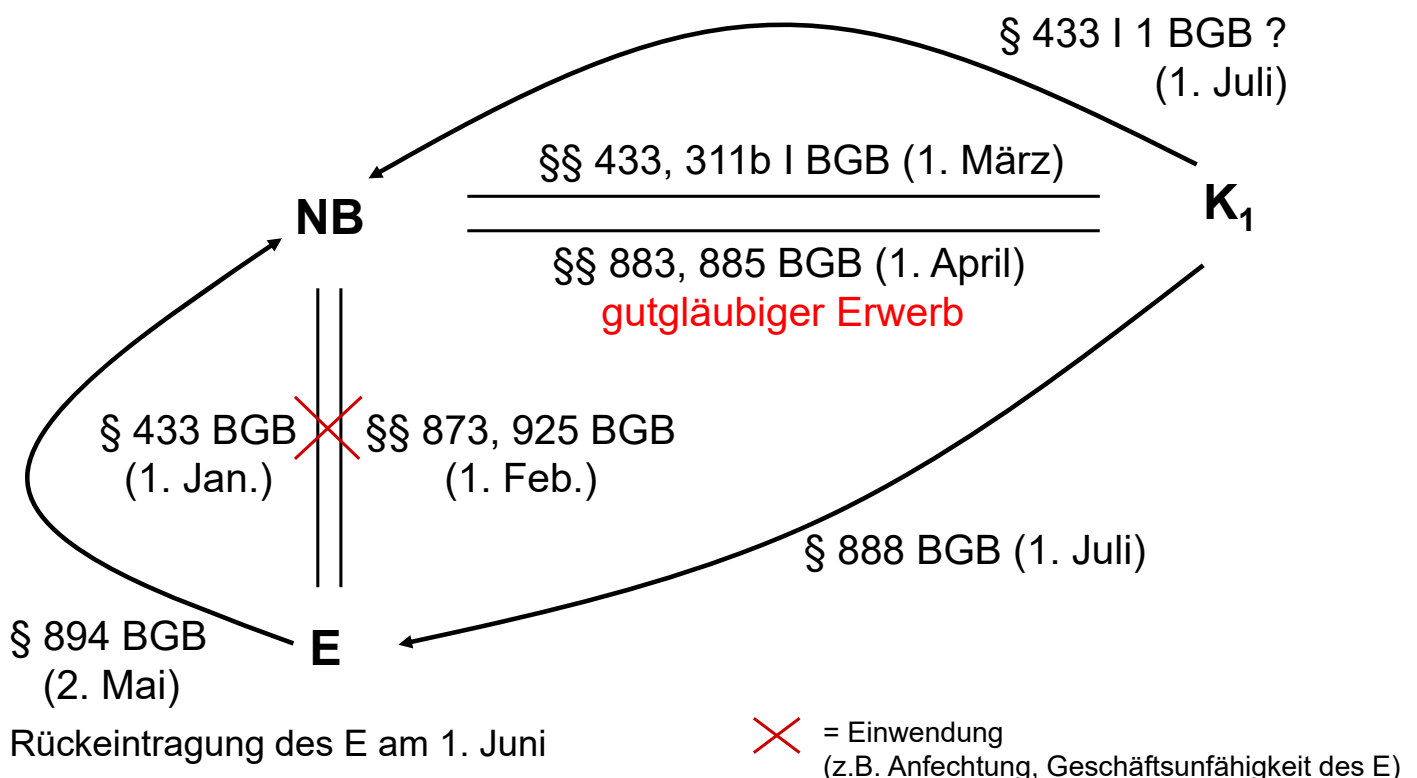 § 433 I 1 BGB ?
(1. Juli)
§§ 433, 311b I BGB (1. März)
NB
K₁
§§ 883, 885 BGB (1. April)
gutgläubiger Erwerb
§ 433 BGB
(1. Jan.)
§§ 873, 925 BGB
(1. Feb.)
§ 888 BGB (1. Juli)
§ 894 BGB
(2. Mai)
E
Rückeintragung des E am 1. Juni
= Einwendung
(z.B. Anfechtung, Geschäftsunfähigkeit des E)